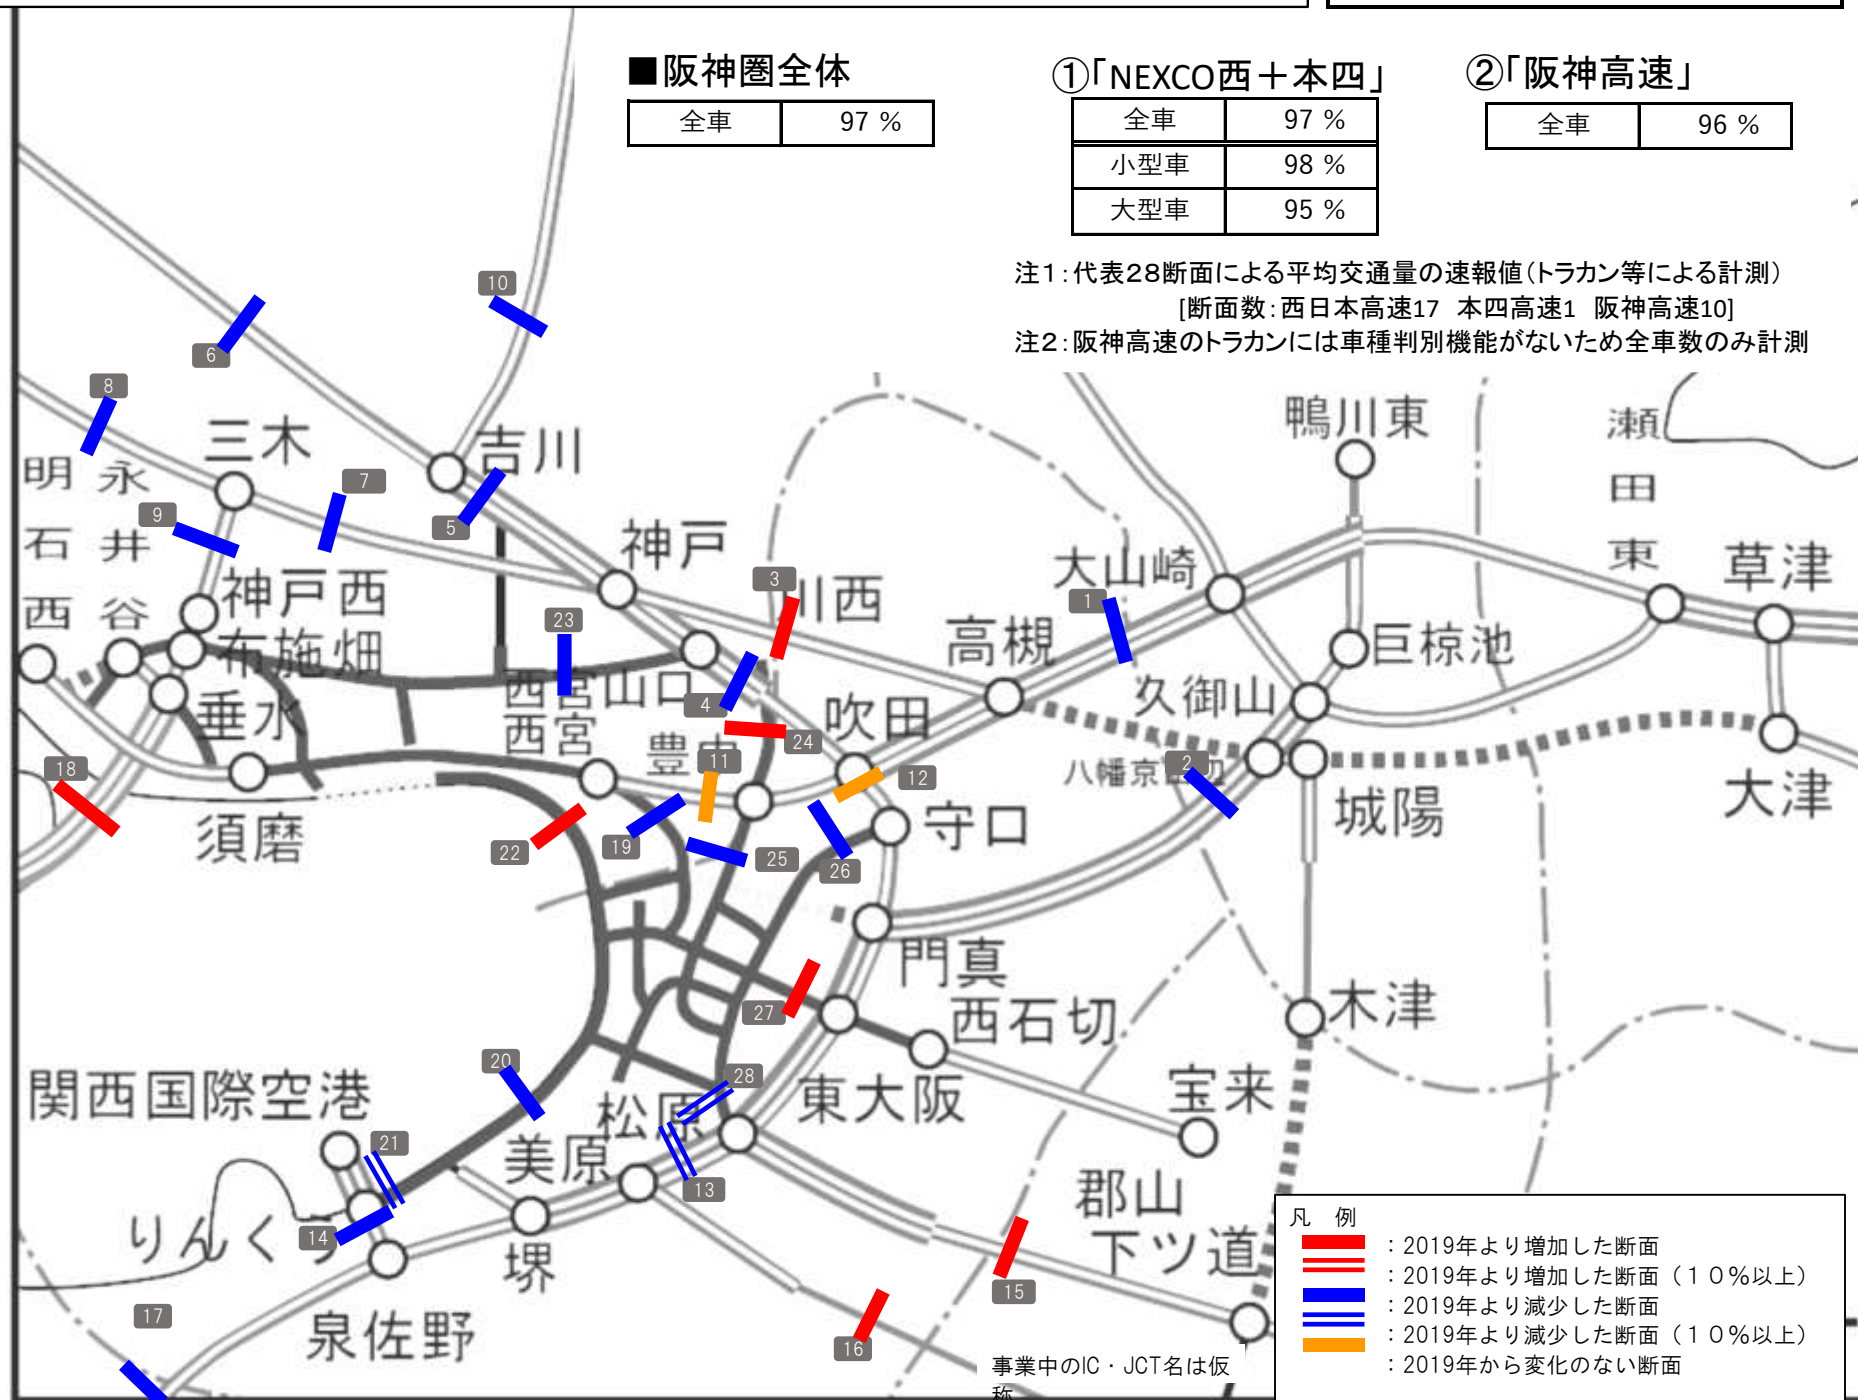 ■阪神圏全体
全車 97 %
①「NEXCO西＋本四」
全車 97 %
小型車 98 %
大型車 95 %
②「阪神高速」
全車 96 %
注1：代表28断面による平均交通量の速報値（トラカン等による計測）
[断面数：西日本高速17 本四高速1 阪神高速10]
注2：阪神高速のトラカンには車種判別機能がないため全車数のみ計測
10
6
8
三木
吉川
鴨川東
瀬田東
明石西
永井谷
7
9
5
神戸
草津
神戸西
布施畑
23
3
川西
大山崎
1
高槻
巨椋池
西宮山口
4
久御山
垂水
西宮
吹田
24
豊中
11
12
八幡京田辺
2
大津
18
須磨
22
19
25
26
守口
城陽
門真
27
西石切
木津
20
28
関西国際空港
松原
東大阪
宝来
21
美原
13
郡山
下ツ道
りんくう
14
堺
15
17
泉佐野
16
事業中のIC・JCT名は仮
称
凡 例
：2019年より増加した断面
：2019年より増加した断面（１０％以上）
：2019年より減少した断面
：2019年より減少した断面（１０％以上）
：2019年から変化のない断面